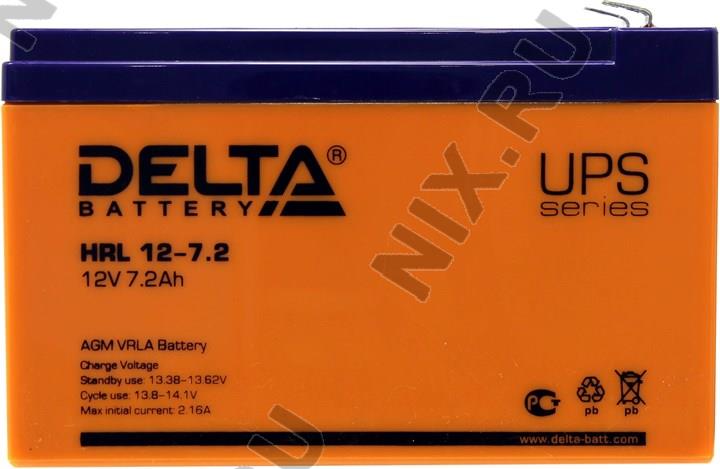 DELTA®
BATTERY
UPS
series
HRL 12-7.2
12V 7.2Ah
AGM VRLA Battery
Charge Voltage
Standby use: 13.38-13.62V
Cycle use: 13.8-14.1V
Max initial current: 2.16A
pb
pb
www.delta-batt.com
NIX.RU